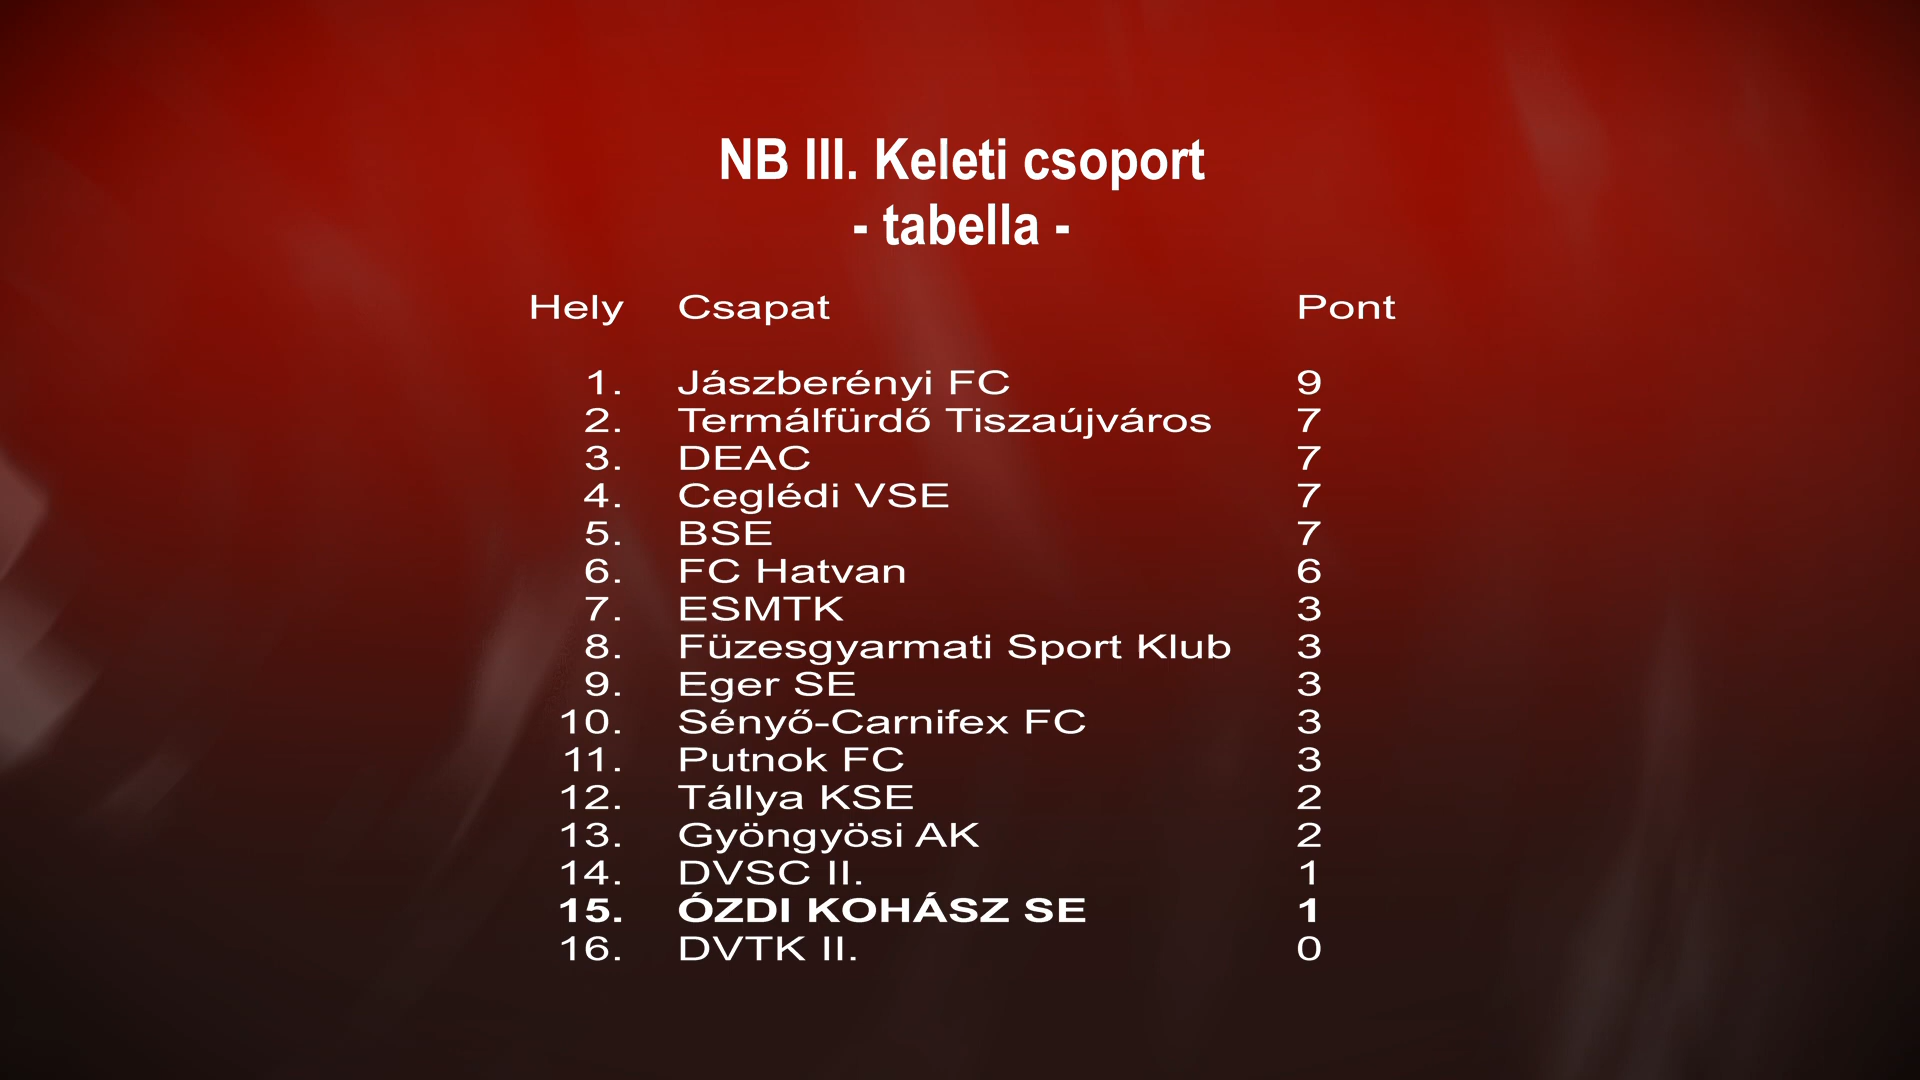 NB III. Keleti csoport
- tabella -
Hely Csapat Pont
1. Jászberényi FC 9
2. Termálfürdő Tiszaújváros 7
3. DEAC 7
4. Ceglédi VSE 7
5. BSE 7
6. FC Hatvan 6
7. ESMTK 3
8. Füzesgyarmati Sport Klub 3
9. Eger SE 3
10. Sényő-Carnifex FC 3
11. Putnok FC 3
12. Tállya KSE 2
13. Gyöngyösi AK 2
14. DVSC II. 1
15. ÓZDI KOHÁSZ SE 1
16. DVTK II. 0